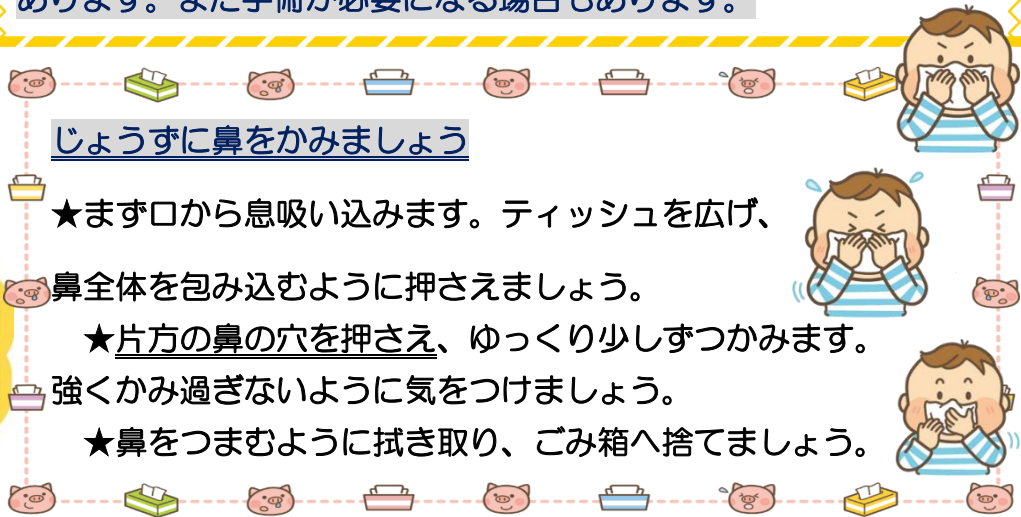 あります。また手術が必要になる場合もあります。
じょうずに鼻をかみましょう
★まず口から息吸い込みます。ティッシュを広げ、
鼻全体を包み込むように押さえましょう。
★片方の鼻の穴を押さえ、ゆっくり少しずつかみます。
強くかみ過ぎないように気をつけましょう。
★鼻をつまむように拭き取り、ごみ箱へ捨てましょう。